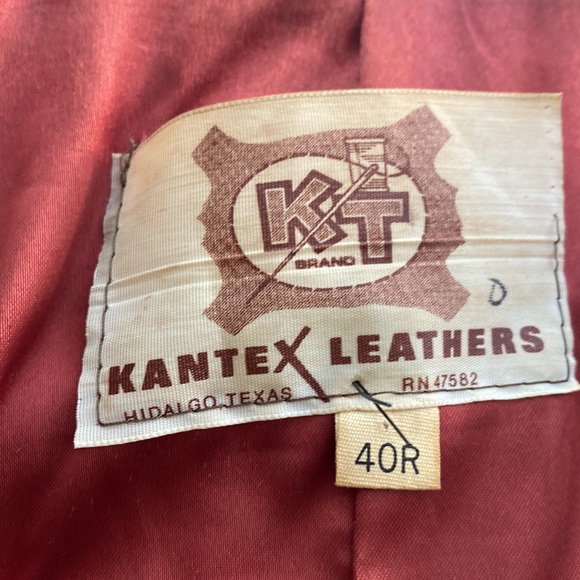 KT
BRAND
D
KANTEX LEATHERS
HIDALGO, TEXAS RN 47582
40R